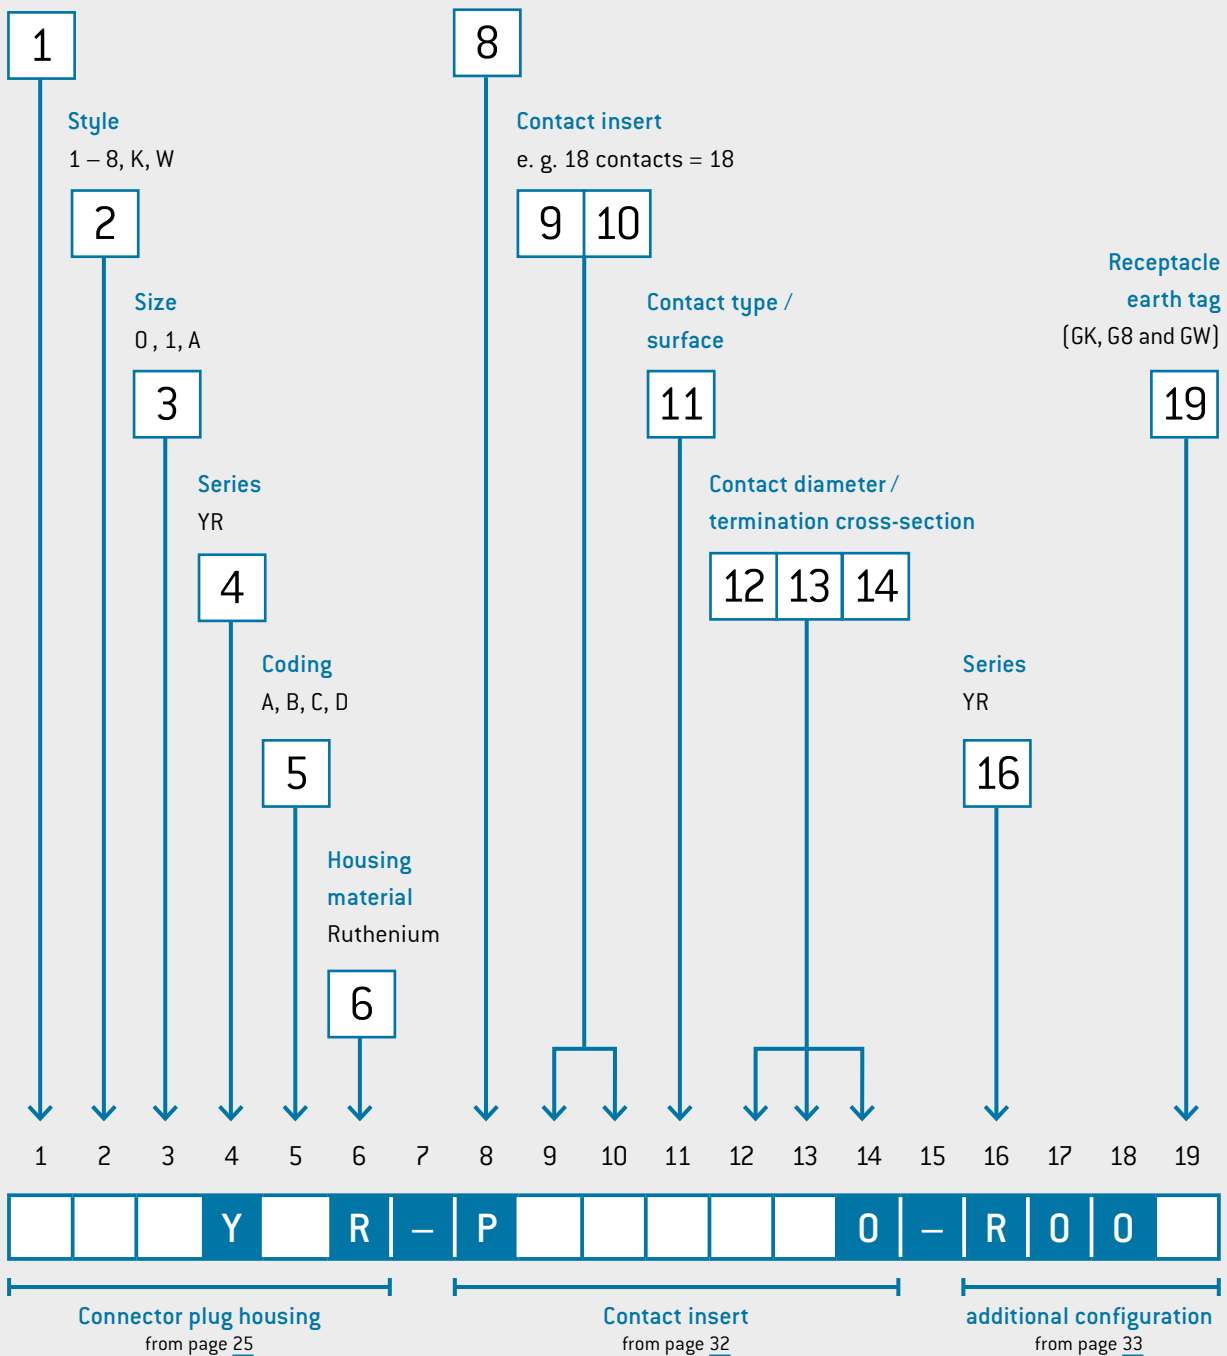 1
8
Style
1 – 8, K, W
Contact insert
e. g. 18 contacts = 18
2
9 10
Receptacle
earth tag
(GK, G8 and GW)
Size
0 , 1, A
Contact type /
surface
3
11
19
Series
YR
Contact diameter /
termination cross-section
4
12 13 14
Coding
A, B, C, D
Series
YR
5
16
Housing
material
Ruthenium
6
1 2 3 4 5 6 7 8 9 10 11 12 13 14 15 16 17 18 19
Y R – P 0 – R 0 0
Connector plug housing
from page 25
Contact insert
from page 32
additional configuration
from page 33